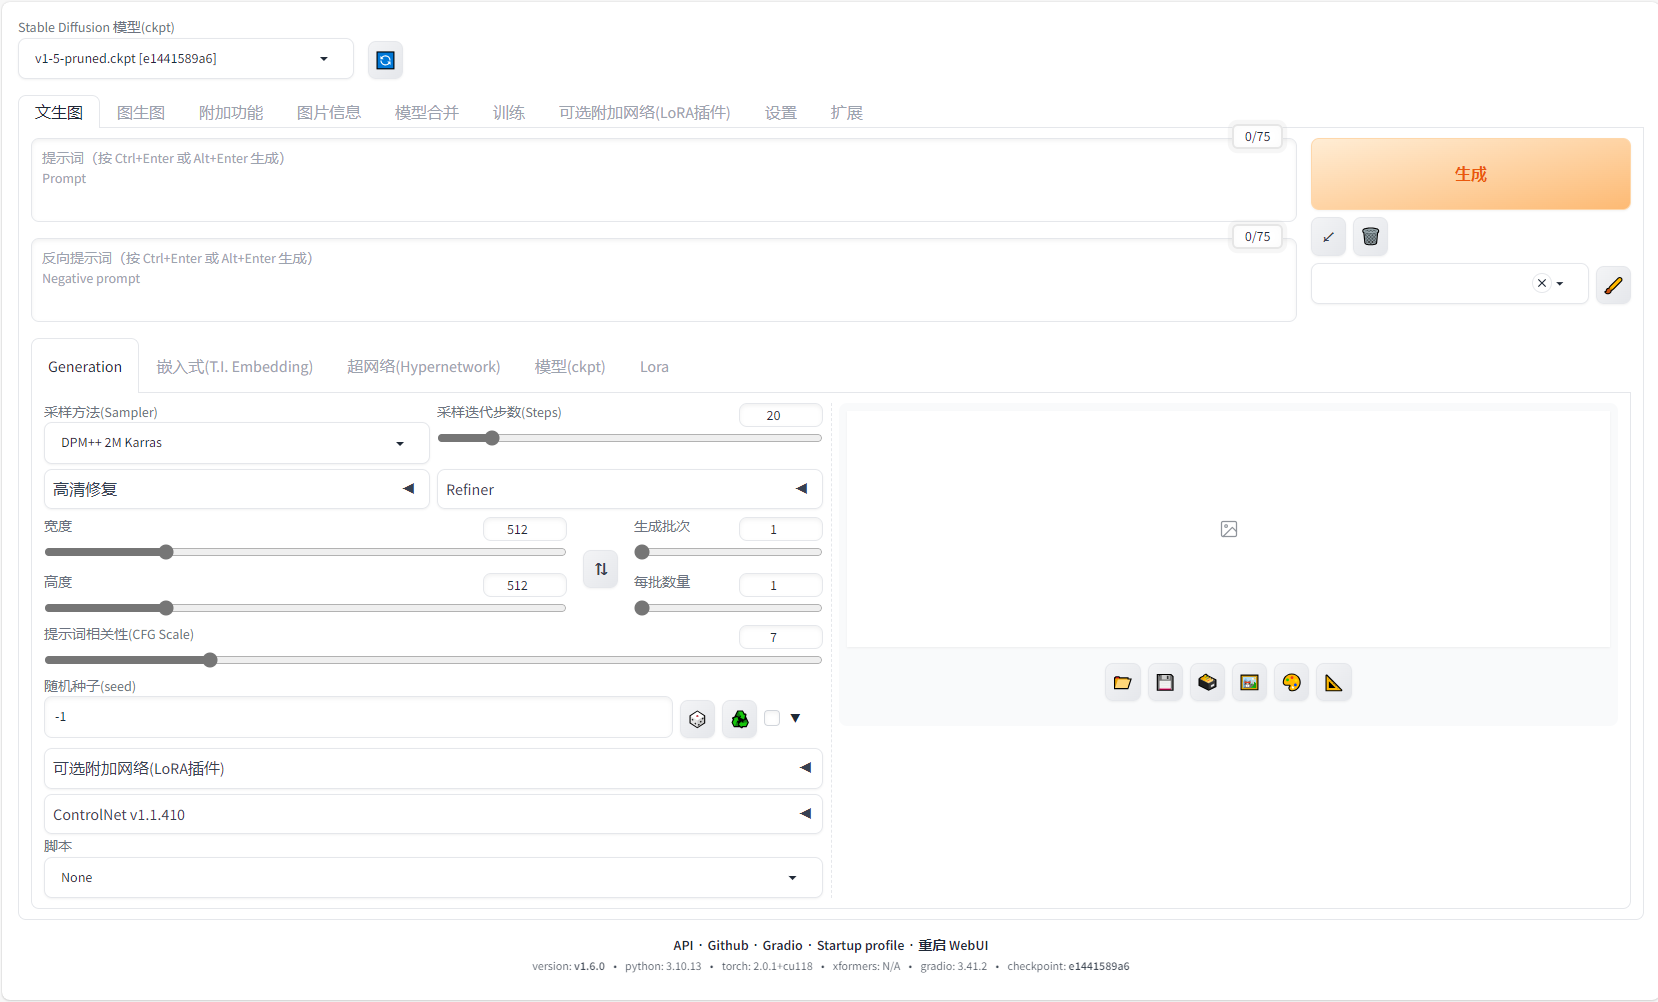 Stable Diffusion 模型(ckpt)
v1-5-pruned.ckpt [e1441589a6]
文生图 图生图 附加功能 图片信息 模型合并 训练 可选附加网络(LoRA插件) 设置 扩展
0/75
提示词（按 Ctrl+Enter 或 Alt+Enter 生成）
Prompt
生成
0/75
反向提示词（按 Ctrl+Enter 或 Alt+Enter 生成）
Negative prompt
Generation 嵌入式(T.I. Embedding) 超网络(Hypernetwork) 模型(ckpt) Lora
采样方法(Sampler)
DPM++ 2M Karras
采样迭代步数(Steps)
20
高清修复
Refiner
宽度
512
生成批次
1
高度
512
每批数量
1
提示词相关性(CFG Scale)
7
随机种子(seed)
-1
可选附加网络(LoRA插件)
ControlNet v1.1.410
脚本
None
API · Github · Gradio · Startup profile · 重启 WebUI
version: v1.6.0 • python: 3.10.13 • torch: 2.0.1+cu118 • xformers: N/A • gradio: 3.41.2 • checkpoint: e1441589a6